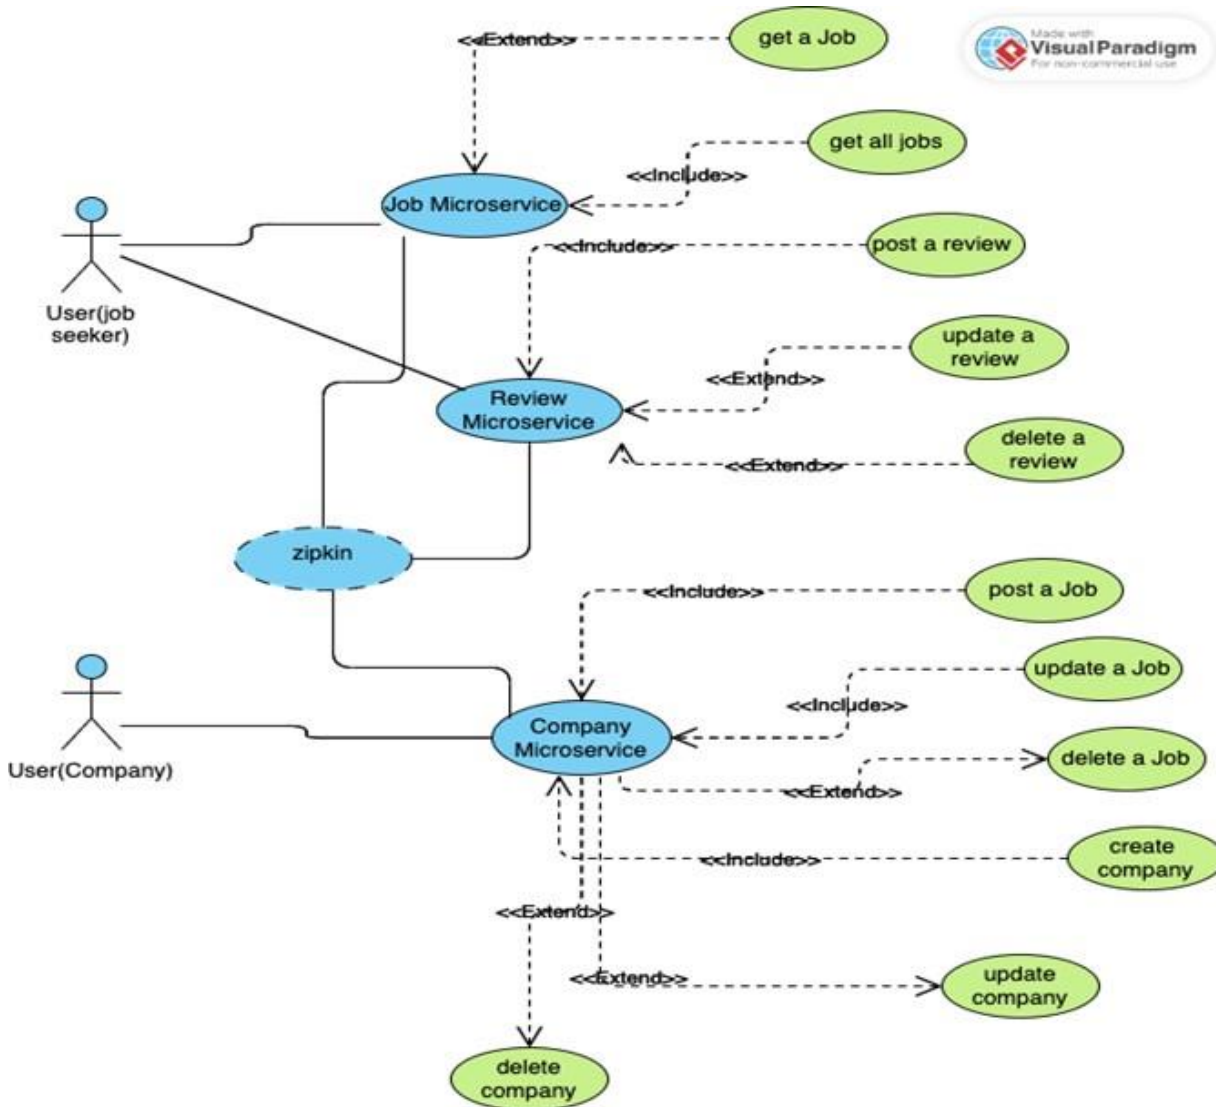 <<Extend>>
get a Job
Made with
Visual Paradigm
For non-commercial use
get all jobs
<<Include>>
Job Microservice
<<Include>>
post a review
User(job
seeker)
update a
review
<<Extend>>
Review
Microservice
delete a
review
<<Extend>>
zipkin
<<Include>>
post a Job
update a Job
<<Include>>
Company
Microservice
User(Company)
delete a Job
<<Extend>>
create
company
<<Include>>
<<Extend>>
<<Extend>>
update
company
delete
company